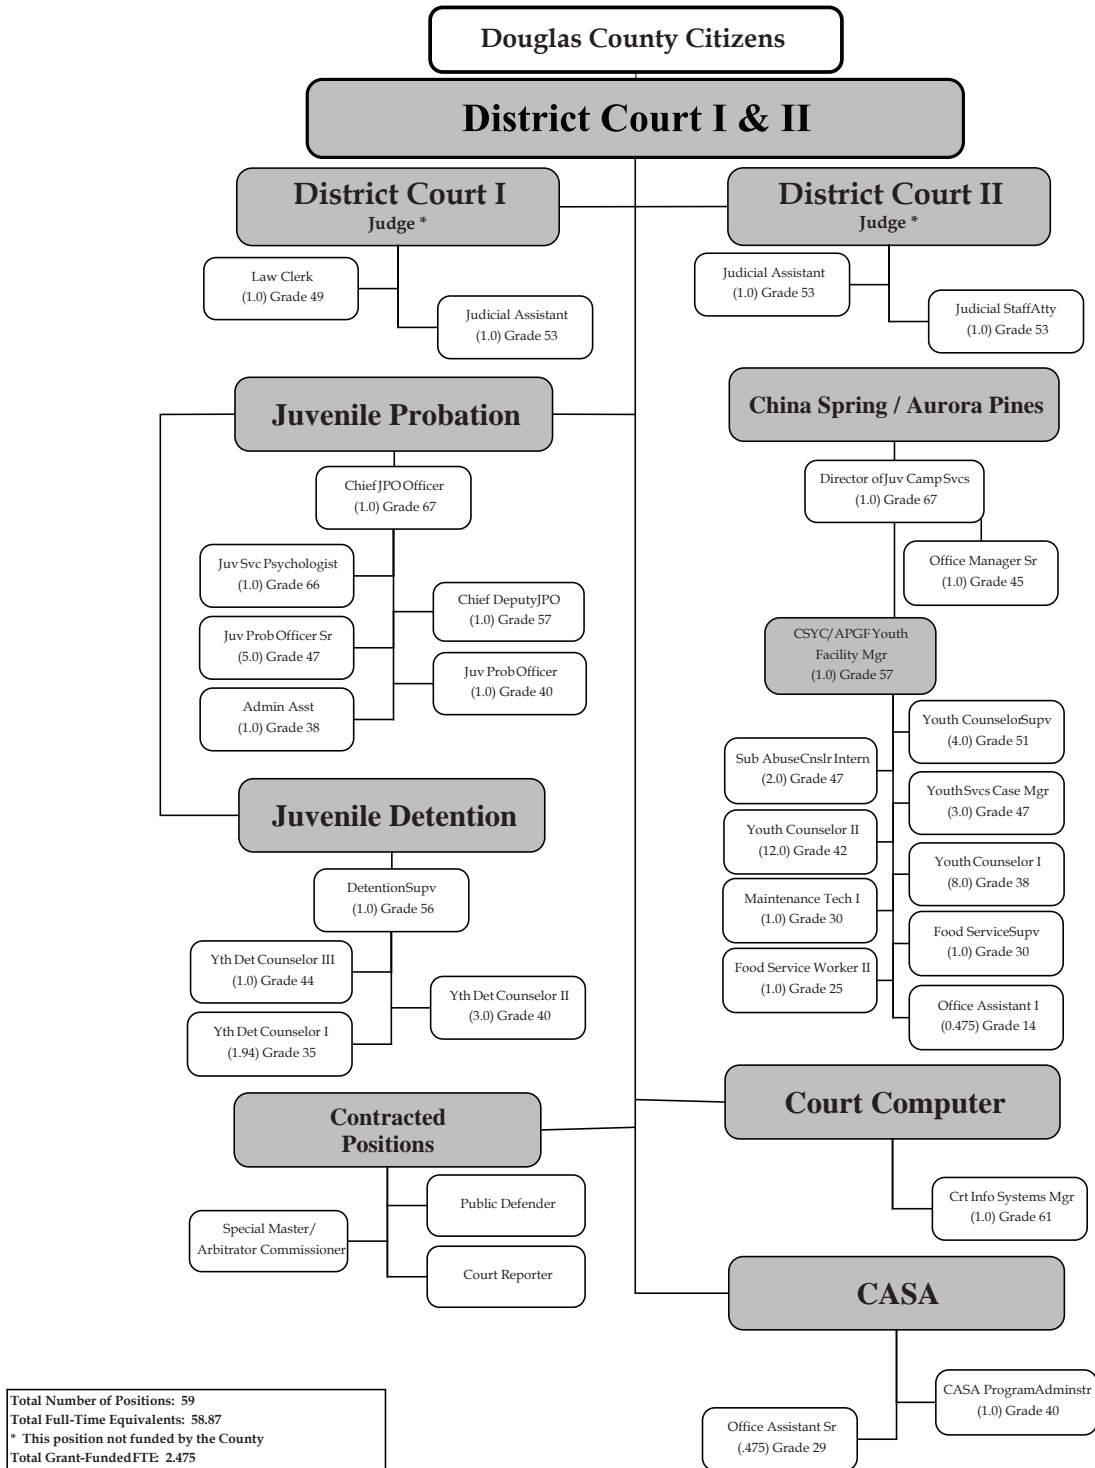 Douglas County Citizens
District Court I & II
District Court I
Judge *
District Court II
Judge *
Law Clerk
(1.0) Grade 49
Judicial Assistant
(1.0) Grade 53
Judicial Assistant
(1.0) Grade 53
Judicial StaffAtty
(1.0) Grade 53
Juvenile Probation
Chief JPO Officer
(1.0) Grade 67
Juv Svc Psychologist
(1.0) Grade 66
Chief DeputyJPO
(1.0) Grade 57
Juv Prob Officer Sr
(5.0) Grade 47
Juv Prob Officer
(1.0) Grade 40
Admin Asst
(1.0) Grade 38
China Spring / Aurora Pines
Director of Juv Camp Svcs
(1.0) Grade 67
Office Manager Sr
(1.0) Grade 45
CSYC/APGF Youth
Facility Mgr
(1.0) Grade 57
Youth CounselorSupv
(4.0) Grade 51
Sub AbuseCnslr Intern
(2.0) Grade 47
Youth Svcs Case Mgr
(3.0) Grade 47
Youth Counselor II
(12.0) Grade 42
Youth Counselor I
(8.0) Grade 38
Maintenance Tech I
(1.0) Grade 30
Food ServiceSupv
(1.0) Grade 30
Food Service Worker II
(1.0) Grade 25
Office Assistant I
(0.475) Grade 14
Juvenile Detention
DetentionSupv
(1.0) Grade 56
Yth Det Counselor III
(1.0) Grade 44
Yth Det Counselor II
(3.0) Grade 40
Yth Det Counselor I
(1.94) Grade 35
Contracted
Positions
Public Defender
Special Master/
Arbitrator Commissioner
Court Reporter
Court Computer
Crt Info Systems Mgr
(1.0) Grade 61
CASA
CASA ProgramAdminstr
(1.0) Grade 40
Office Assistant Sr
(.475) Grade 29
Total Number of Positions: 59
Total Full-Time Equivalents: 58.87
* This position not funded by the County
Total Grant-FundedFTE: 2.475